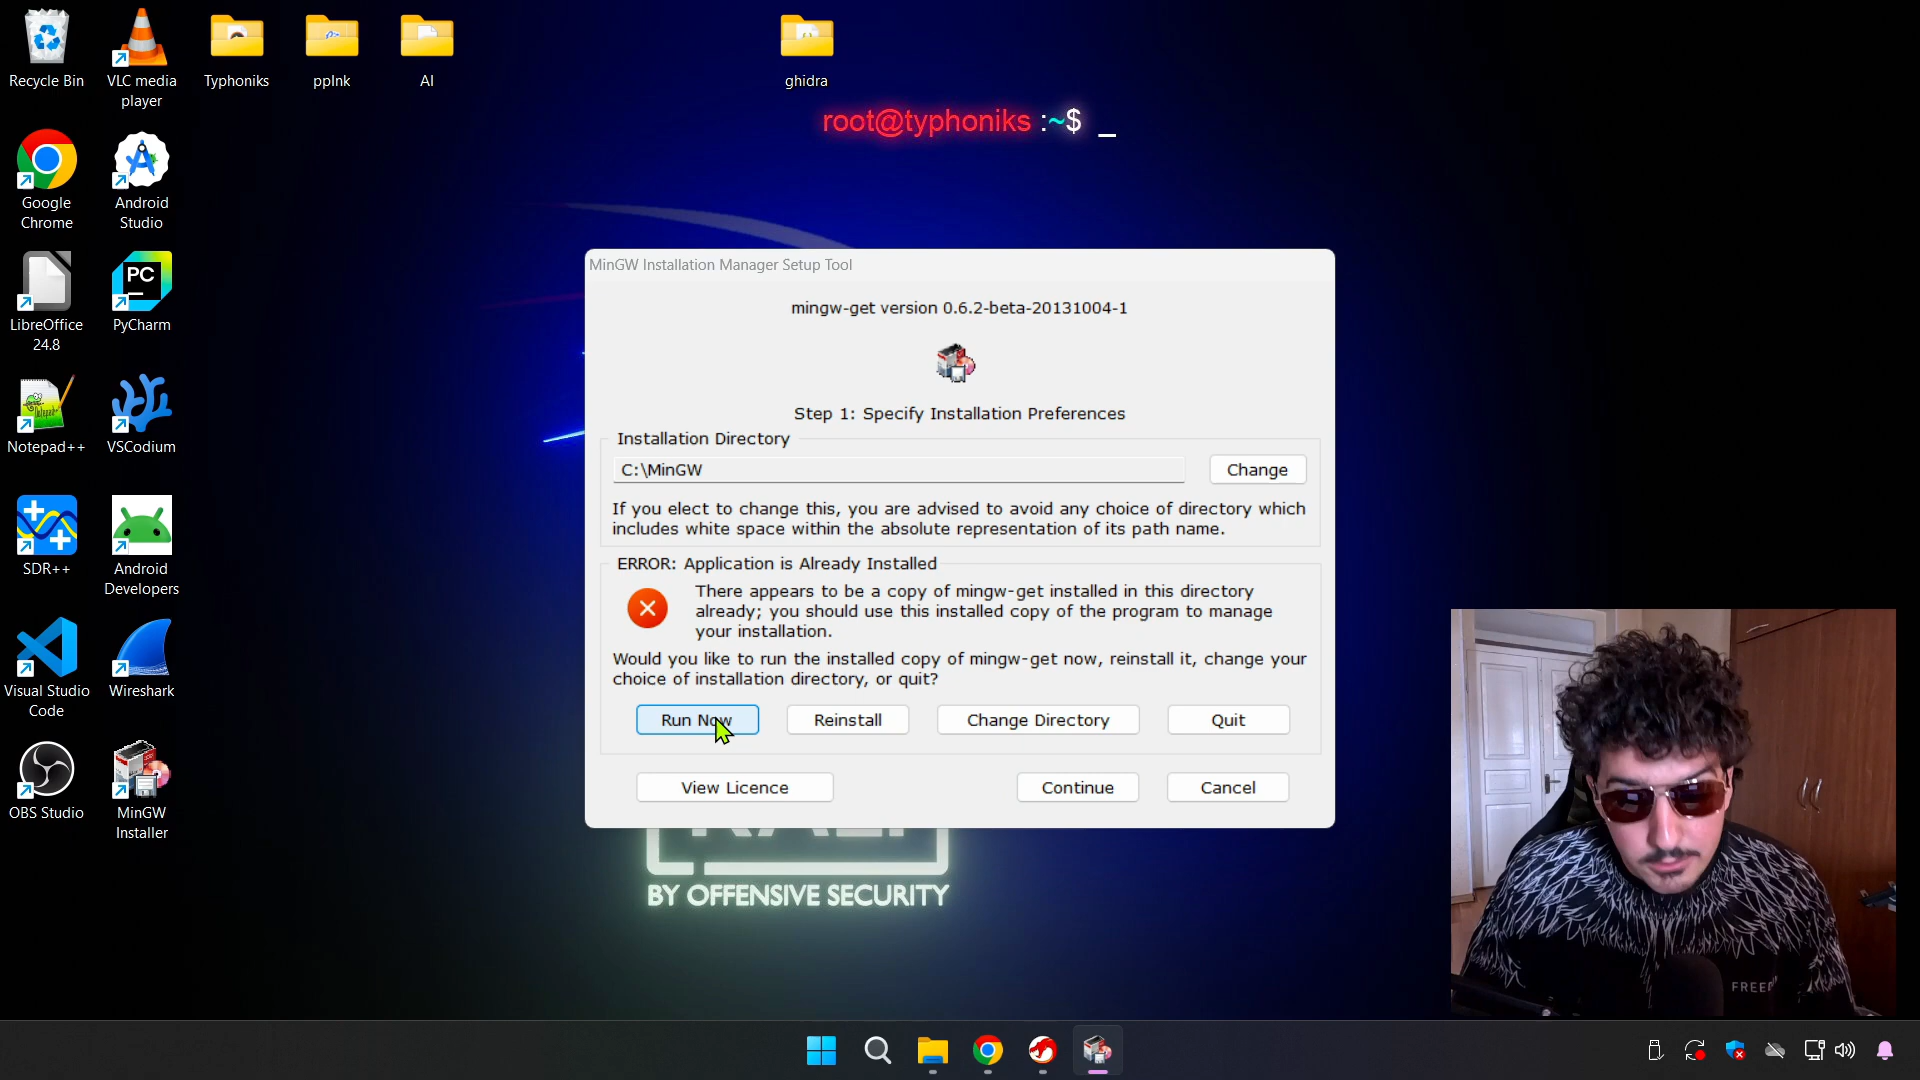 Recycle Bin
VLC media
player
Typhoniks
ppInk
AI
ghidra
root@typhoniks :~$ _
Google
Chrome
Android
Studio
LibreOffice
24.8
PyCharm
Notepad++
VSCodium
SDR++
Android
Developers
Visual Studio
Code
Wireshark
OBS Studio
MinGW
Installer
PC
MinGW Installation Manager Setup Tool
mingw-get version 0.6.2-beta-20131004-1
Step 1: Specify Installation Preferences
Installation Directory
C:\MinGW
Change
If you elect to change this, you are advised to avoid any choice of directory which
includes white space within the absolute representation of its path name.
ERROR: Application is Already Installed
There appears to be a copy of mingw-get installed in this directory
already; you should use this installed copy of the program to manage
your installation.
Would you like to run the installed copy of mingw-get now, reinstall it, change your
choice of installation directory, or quit?
Run Now
Reinstall
Change Directory
Quit
View Licence
Continue
Cancel
BY OFFENSIVE SECURITY